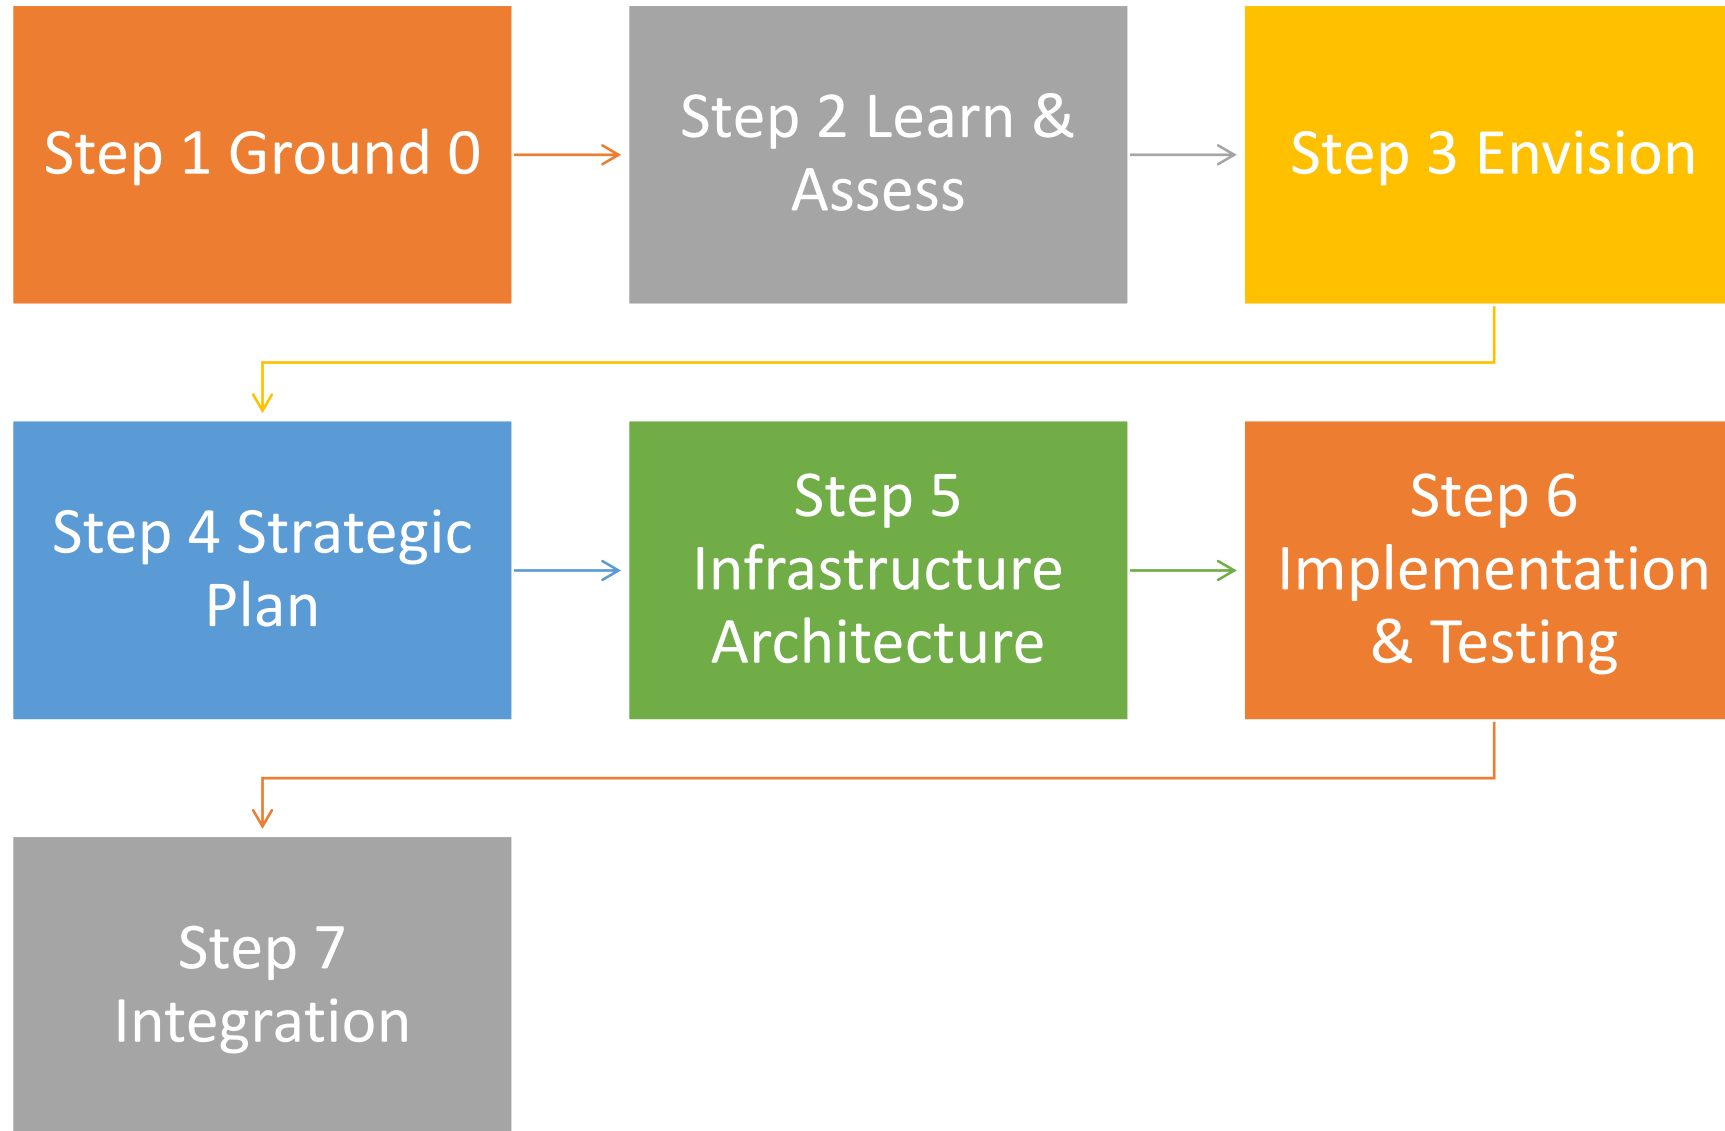 Step 1 Ground 0
Step 2 Learn &
Assess
Step 3 Envision
Step 4 Strategic
Plan
Step 5
Infrastructure
Architecture
Step 6
Implementation
& Testing
Step 7
Integration